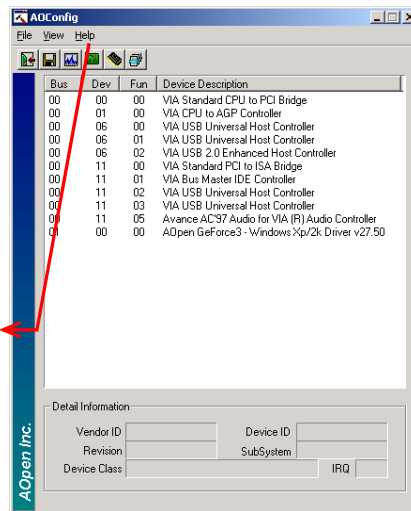 AOConfig
File View Help
Bus Dev Fun Device Description
00 00 00 VIA Standard CPU to PCI Bridge
00 01 00 VIA CPU to AGP Controller
00 06 00 VIA USB Universal Host Controller
00 06 01 VIA USB Universal Host Controller
00 06 02 VIA USB 2.0 Enhanced Host Controller
00 11 00 VIA Standard PCI to ISA Bridge
00 11 01 VIA Bus Master IDE Controller
00 11 02 VIA USB Universal Host Controller
00 11 03 VIA USB Universal Host Controller
00 11 05 Avance AC'97 Audio for VIA (R) Audio Controller
01 00 00 AOpen GeForce3 - Windows Xp/2k Driver v27.50
Detail Information
Vendor ID Device ID
Revision SubSystem
Device Class IRQ
AOpen Inc.